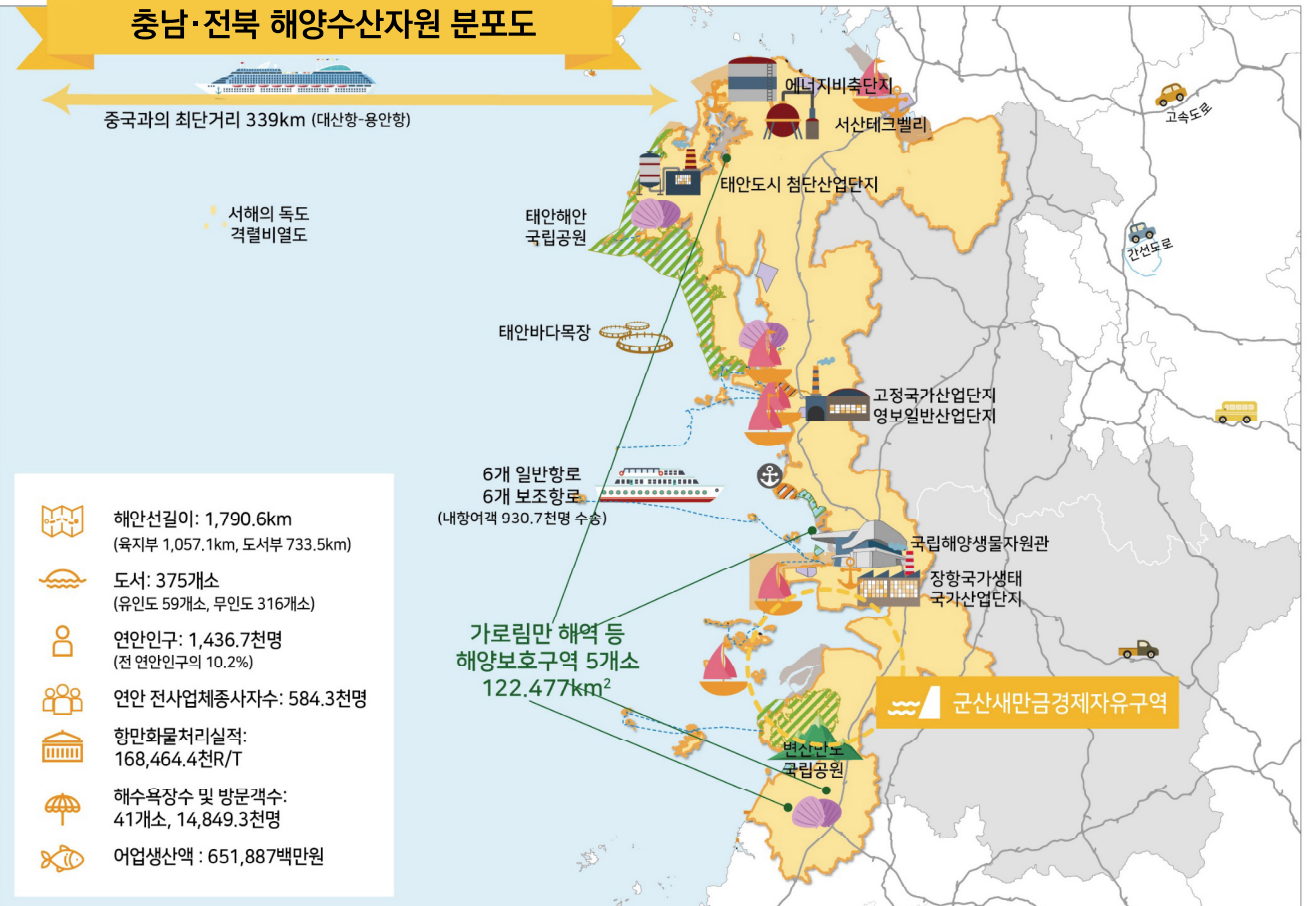 충남·전북 해양수산자원 분포도
중국과의 최단거리 339km (대산항-용안항)
에너지비축단지
서산테크벨리
고속도로
태안도시 첨단산업단지
서해의 독도
격렬비열도
태안해안
국립공원
간선도로
태안바다목장
고정국가산업단지
영보일반산업단지
6개 일반항로
6개 보조항로
(내항여객 930.7천명 수송)
국립해양생물자원관
장항국가생태
국가산업단지
가로림만 해역 등
해양보호구역 5개소
122.477km²
군산새만금경제자유구역
변산반도
국립공원
해안선길이: 1,790.6km
(육지부 1,057.1km, 도서부 733.5km)
도서: 375개소
(유인도 59개소, 무인도 316개소)
연안인구: 1,436.7천명
(전 연안인구의 10.2%)
연안 전사업체종사자수: 584.3천명
항만화물처리실적:
168,464.4천R/T
해수욕장수 및 방문객수:
41개소, 14,849.3천명
어업생산액 : 651,887백만원